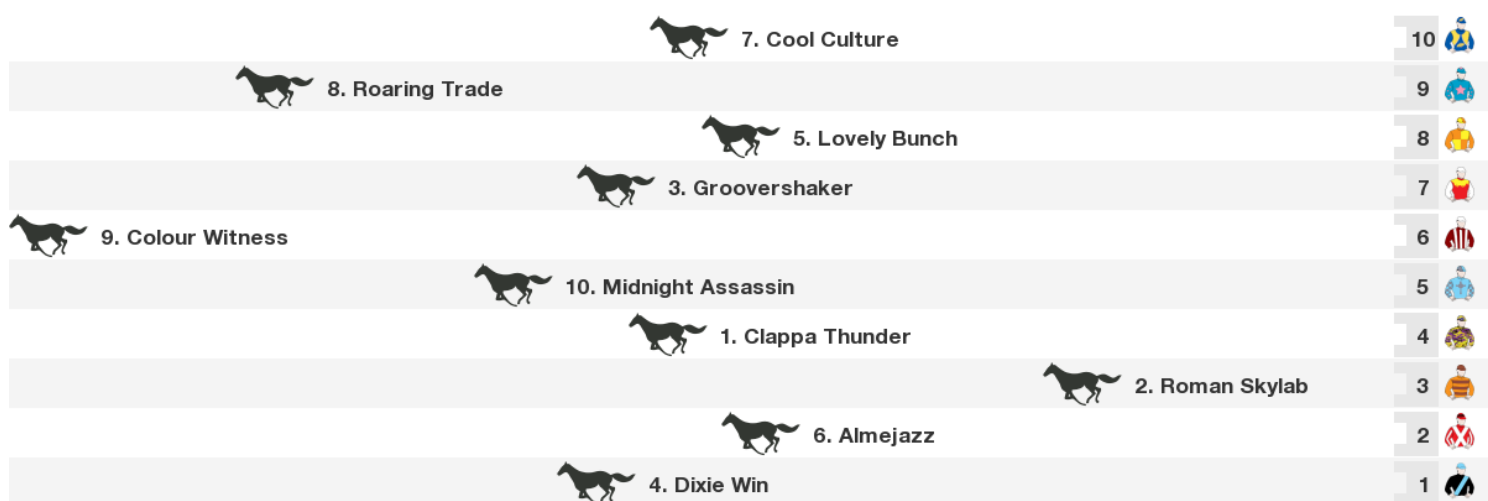 7. Cool Culture 10
8. Roaring Trade 9
5. Lovely Bunch 8
3. Groovershaker 7
9. Colour Witness 6
10. Midnight Assassin 5
1. Clappa Thunder 4
2. Roman Skylab 3
6. Almejazz 2
4. Dixie Win 1